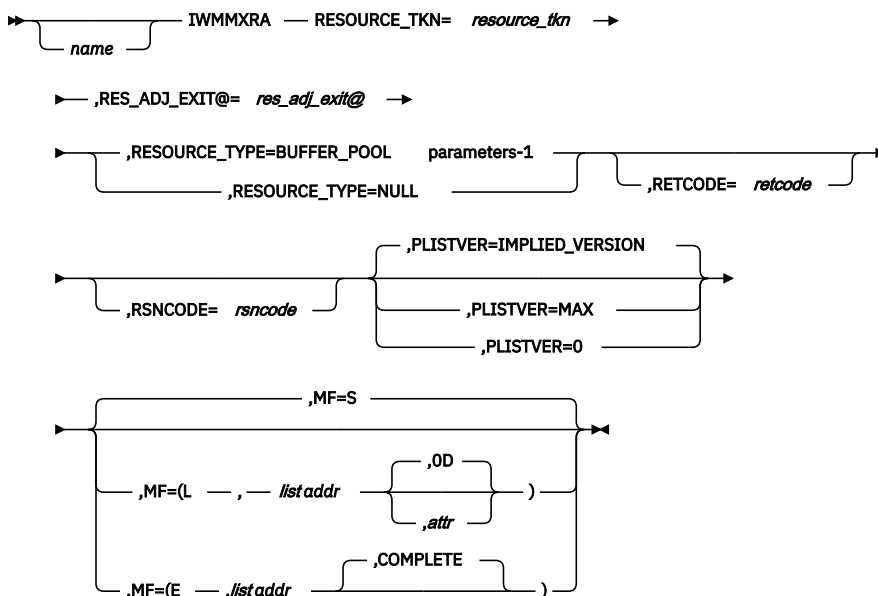 IWMMXRA RESOURCE_TKN= resource_tkn
name
,RES_ADJ_EXIT@= res_adj_exit@
,RESOURCE_TYPE=BUFFER_POOL parameters-1
,RESOURCE_TYPE=NULL
,RETCODE= retcode
,PLISTVER=IMPLIED_VERSION
,RSNCODE= rsncode
,PLISTVER=MAX
,PLISTVER=0
,MF=S
,0D
,MF=(L , list addr )
,attr
,COMPLETE
,MF=(E ,list addr )